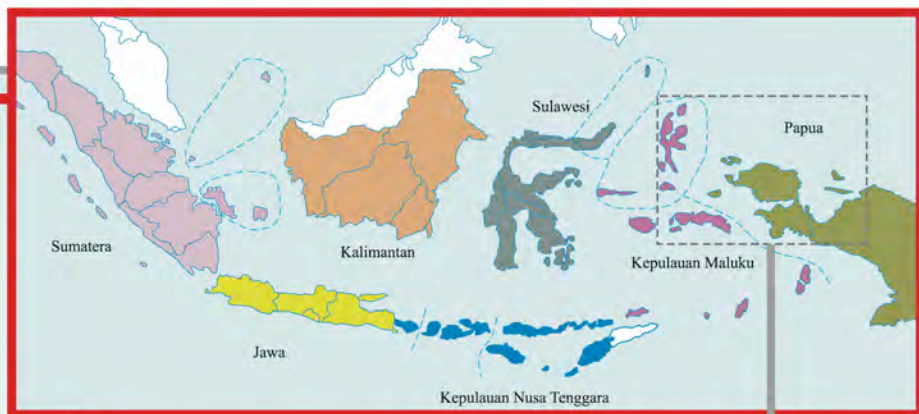 Sulawesi
Papua
Sumatera
Kalimantan
Kepulauan Maluku
Jawa
Kepulauan Nusa Tenggara